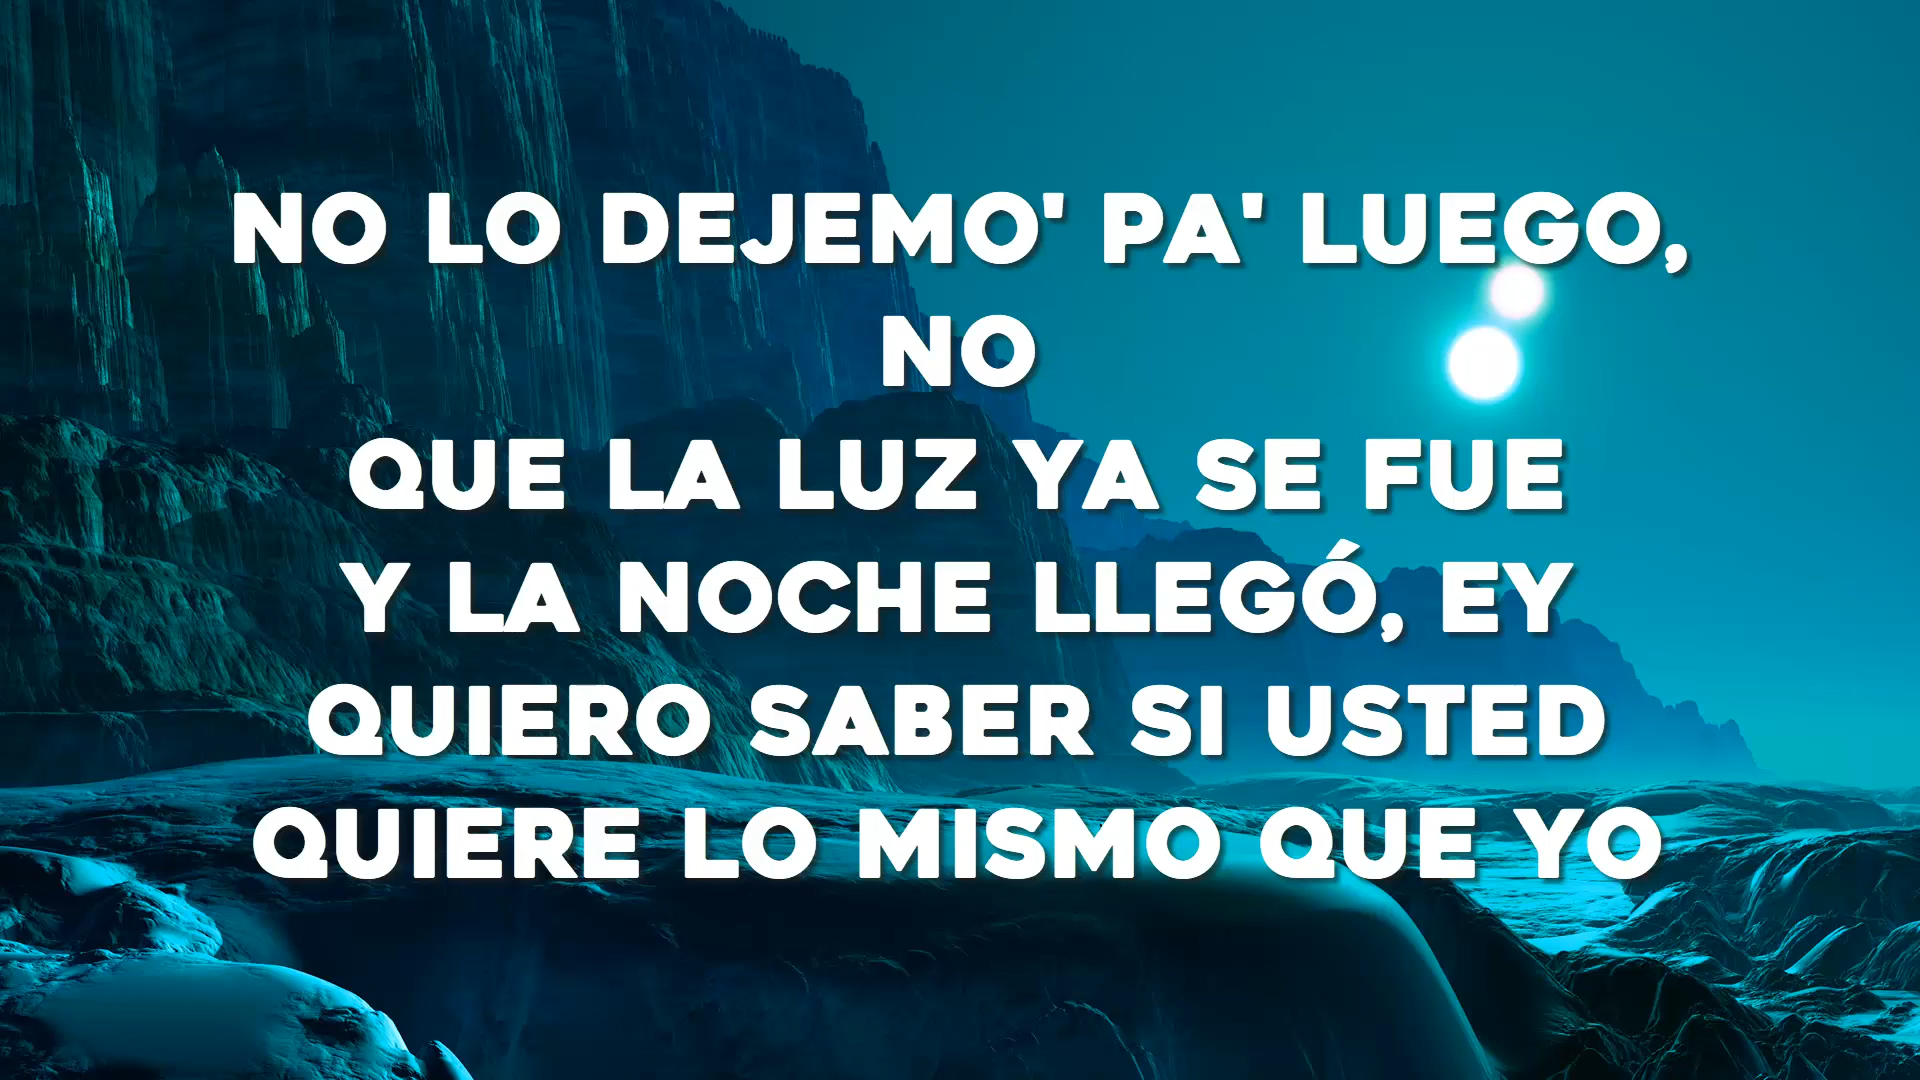 NO LO DEJEMO' PA' LUEGO,
NO
QUE LA LUZ YA SE FUE
Y LA NOCHE LLEGÓ, EY
QUIERO SABER SI USTED
QUIERE LO MISMO QUE YO